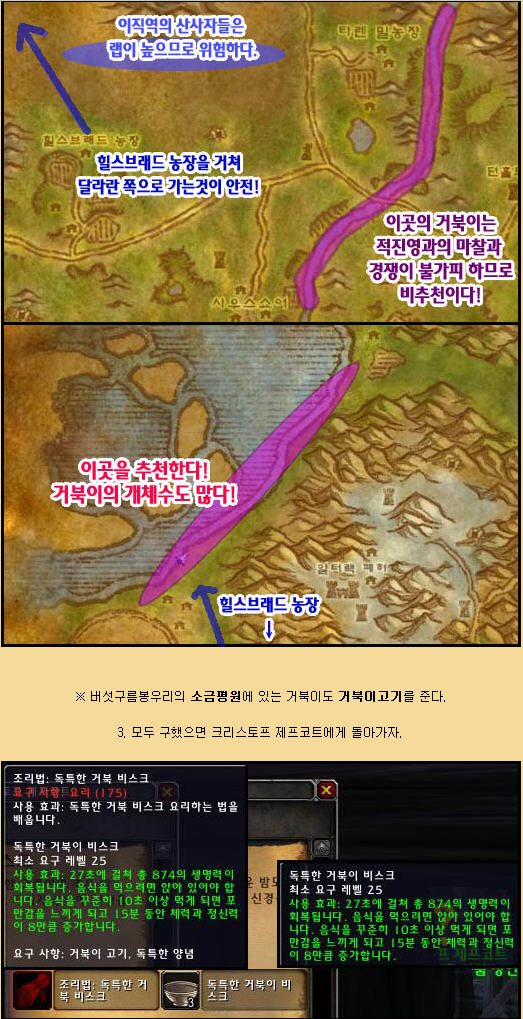 이직역의 산사자들은
랩이 높으므로 위험하다.
타렌 밀농장
힐스브래드 농장
힐스브래드 농장을 거쳐
달라란 쪽으로 가는것이 안전!
이곳의 거북이는
적진영과의 마찰과
경쟁이 불가피 하므로
비추천이다!
사우스쇼어
이곳을 추천한다!
거북이의 개체수도 많다!
알터랙 폐허
힐스브래드 농장
↓
※ 버섯구름봉우리의 소금평원에 있는 거북이도 거북이고기를 준다.
3. 모두 구했으면 크리스토프 제프코트에게 돌아가자.
조리법: 독특한 거북 비스크
요구 사항: 요리 (175)
사용 효과: 독특한 거북 비스크 요리하는 법을
배웁니다.
독특한 거북이 비스크
최소 요구 레벨 25
사용 효과: 27초에 걸쳐 총 874의 생명력이
회복됩니다. 음식을 먹으려면 앉아 있어야 합
니다. 음식을 꾸준히 10초 이상 먹게 되면 포
만감을 느끼게 되고 15분 동안 체력과 정신력
이 8만큼 증가합니다.
요구 사항: 거북이 고기, 독특한 양념
독특한 거북이 비스크
최소 요구 레벨 25
사용 효과: 27초에 걸쳐 총 874의 생명력이
회복됩니다. 음식을 먹으려면 앉아 있어야 합
니다. 음식을 꾸준히 10초 이상 먹게 되면 포
만감을 느끼게 되고 15분 동안 체력과 정신력
이 8만큼 증가합니다.
조리법: 독특한 거
북 비스크
3
독특한 거북이 비
스크